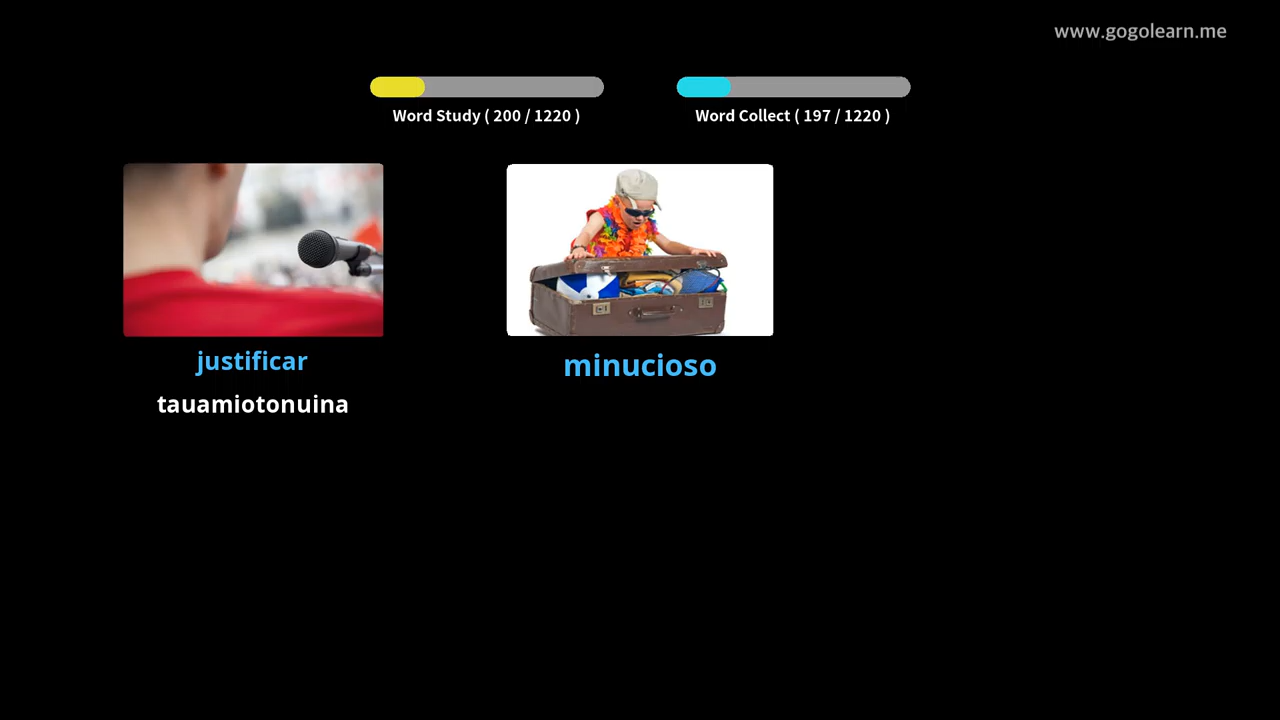 www.gogolearn.me
Word Study ( 200 / 1220 )
Word Collect ( 197 / 1220 )
justificar
tauamiotonuina
minucioso